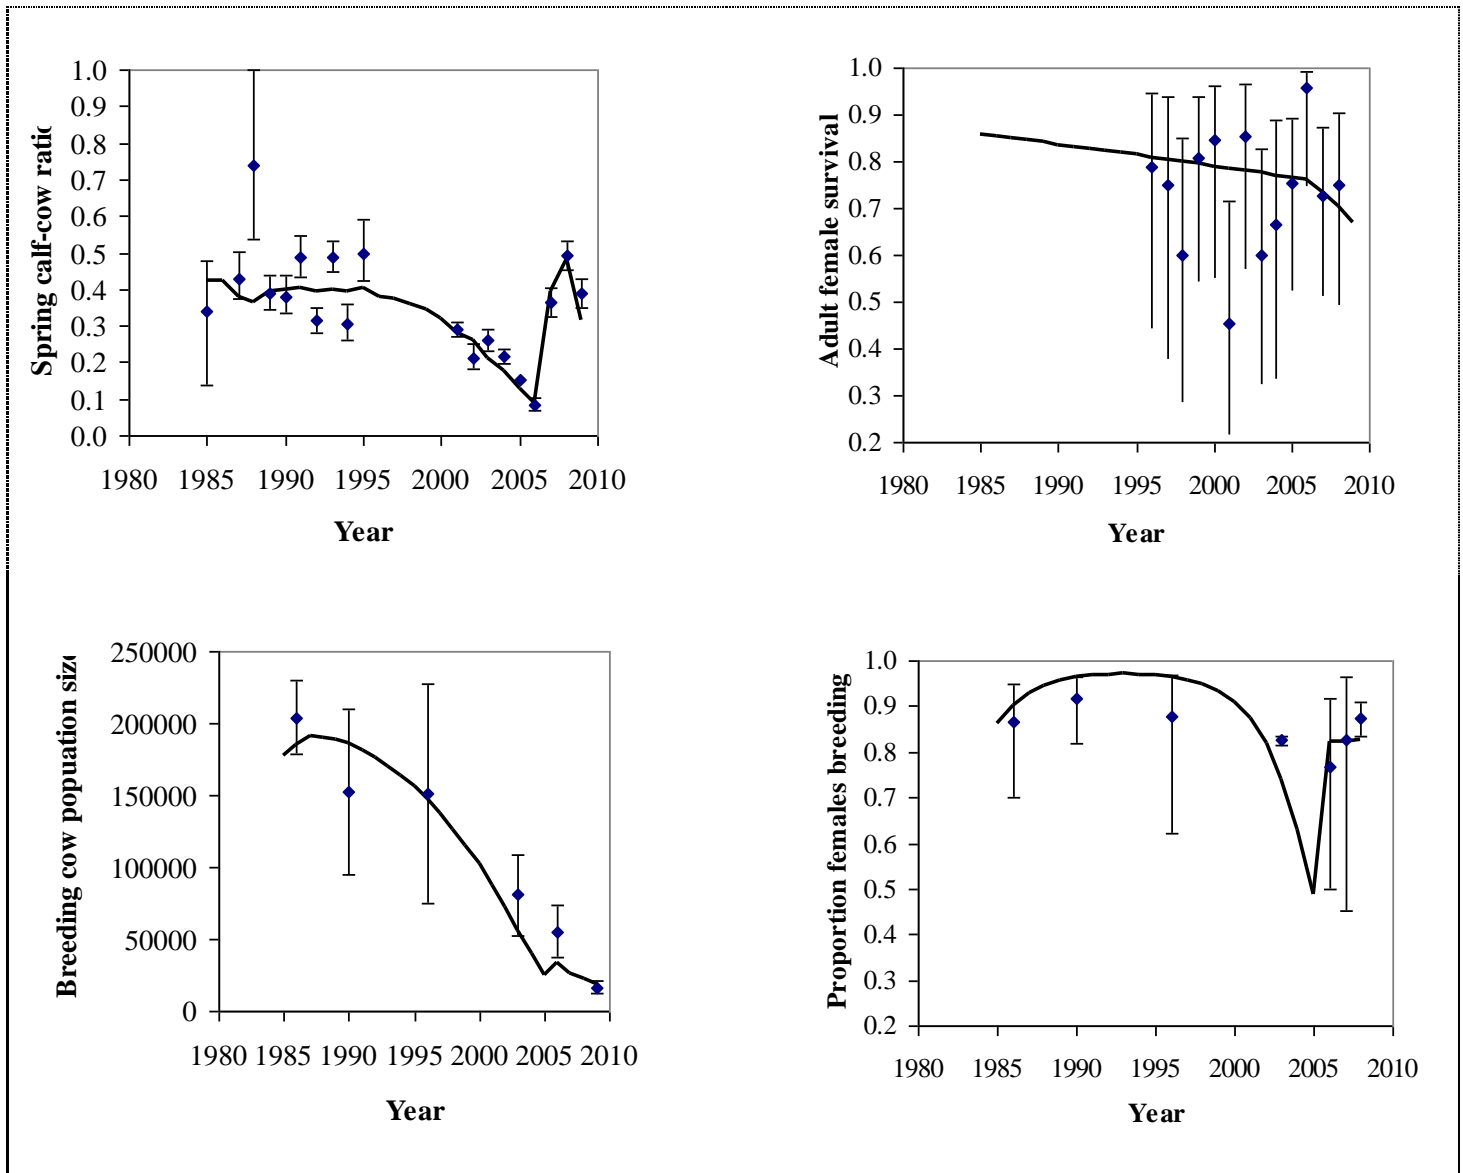 1.0
0.9
0.8
0.7
0.6
0.5
0.4
0.3
0.2
0.1
0.0
Spring calf-cow ratio
1980 1985 1990 1995 2000 2005 2010
Year
1.0
0.9
0.8
0.7
0.6
0.5
0.4
0.3
0.2
Adult female survival
1980 1985 1990 1995 2000 2005 2010
Year
250000
200000
150000
100000
50000
0
Breeding cow popuation size
1980 1985 1990 1995 2000 2005 2010
Year
1.0
0.9
0.8
0.7
0.6
0.5
0.4
0.3
0.2
Proportion females breeding
1980 1985 1990 1995 2000 2005 2010
Year